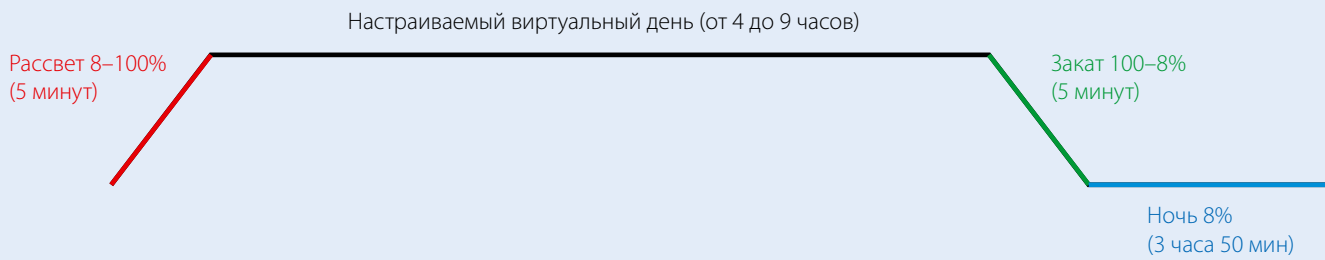 Настраиваемый виртуальный день (от 4 до 9 часов)
Рассвет 8–100%
(5 минут)
Закат 100–8%
(5 минут)
Ночь 8%
(3 часа 50 мин)